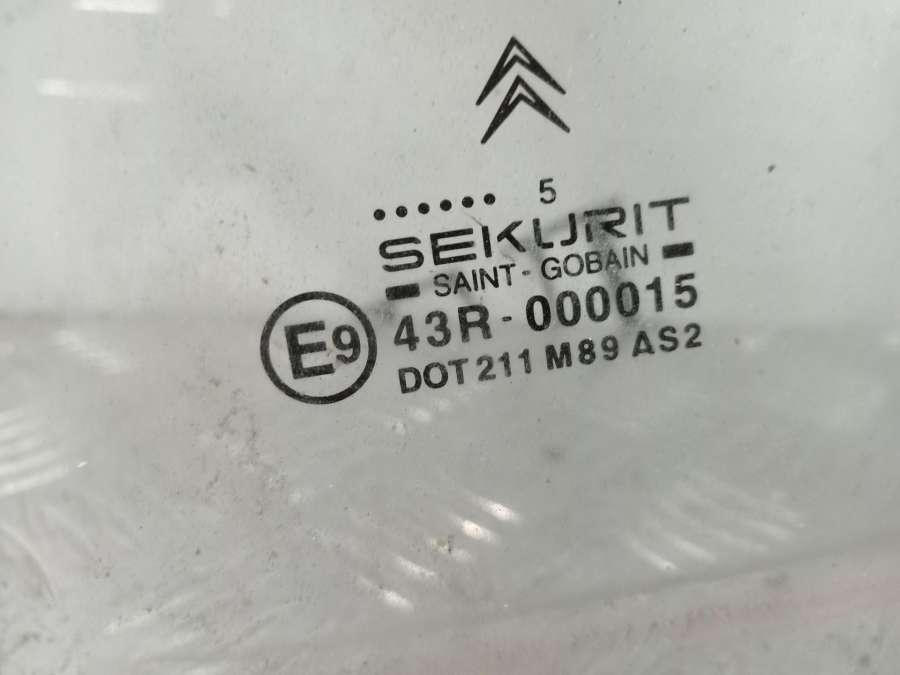 ...... 5
SEKURIT
SAINT-GOBAIN
E9
43R-000015
DOT 211 M89 AS2